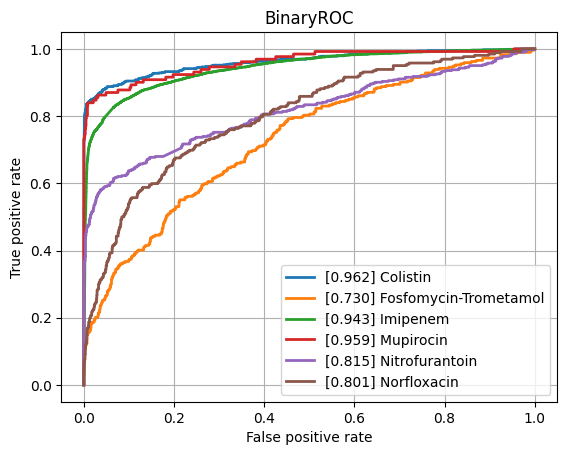 BinaryROC
True positive rate
1.0
0.8
0.6
0.4
0.2
0.0
[0.962] Colistin
[0.730] Fosfomycin-Trometamol
[0.943] Imipenem
[0.959] Mupirocin
[0.815] Nitrofurantoin
[0.801] Norfloxacin
0.0 0.2 0.4 0.6 0.8 1.0
False positive rate